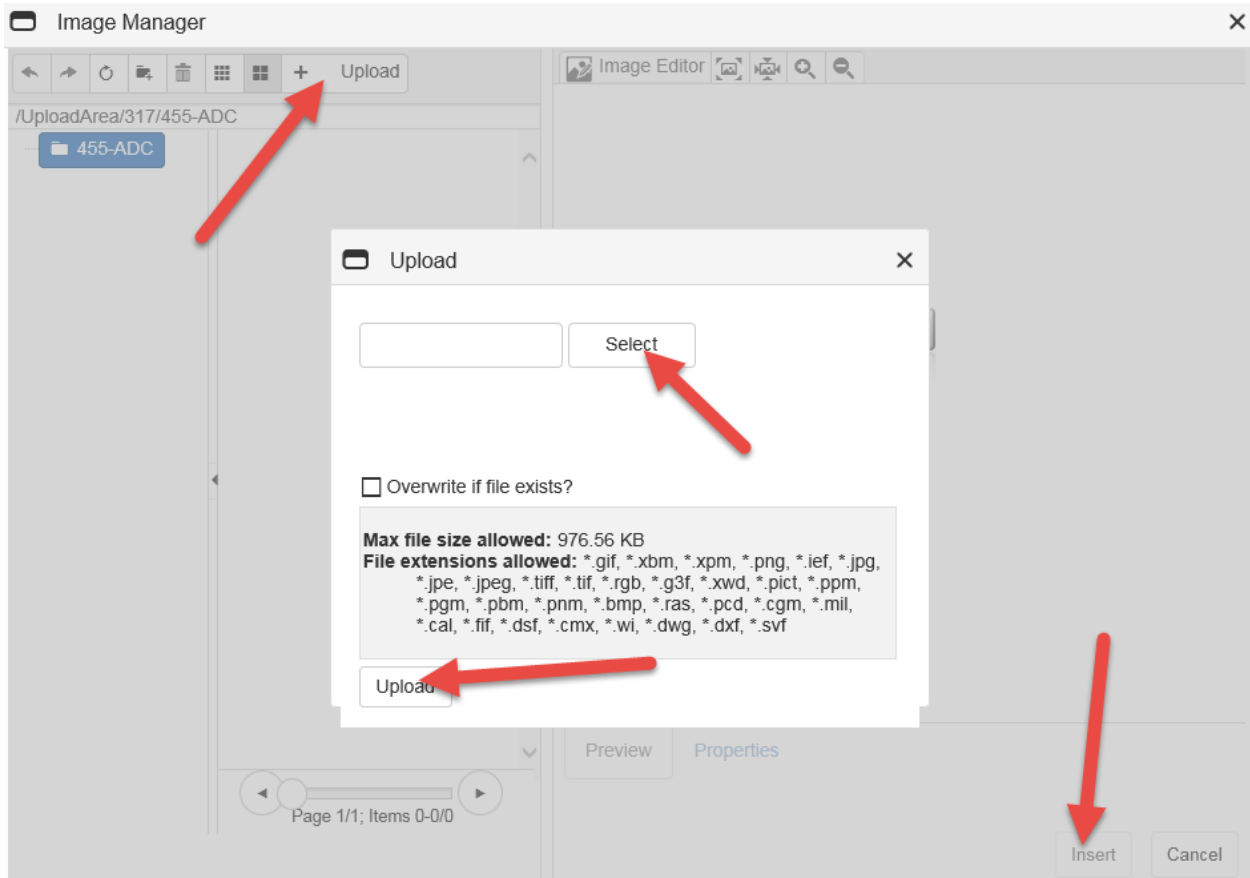 Image Manager
Upload
Image Editor
/UploadArea/317/455-ADC
455-ADC
Upload
Select
Overwrite if file exists?
Max file size allowed: 976.56 KB
File extensions allowed: *.gif, *.xbm, *.xpm, *.png, *.ief, *.jpg,
*.jpe, *.jpeg, *.tiff, *.tif, *.rgb, *.g3f, *.xwd, *.pict, *.ppm,
*.pgm, *.pbm, *.pnm, *.bmp, *.ras, *.pcd, *.cgm, *.mil,
*.cal, *.fif, *.dsf, *.cmx, *.wi, *.dwg, *.dxf, *.svf
Upload
Preview Properties
Page 1/1; Items 0-0/0
Insert Cancel